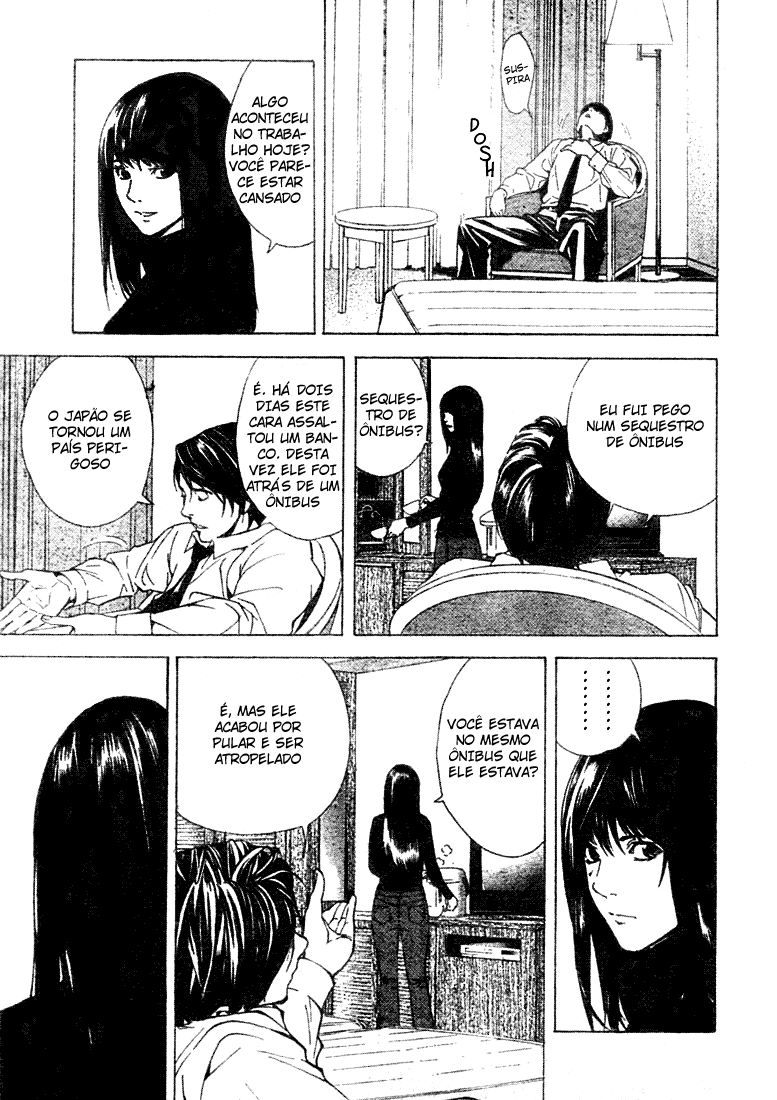 SUS-
PIRA
DOSH
ALGO
ACONTECEU
NO TRABA-
LHO HOJE?
VOCÊ PARE-
CE ESTAR
CANSADO
EU FUI PEGO
NUM SEQUESTRO
DE ÔNIBUS
SEQUES-
TRO DE
ÔNIBUS?
É. HÁ DOIS
DIAS ESTE
CARA ASSAL-
TOU UM BAN-
CO. DESTA
VEZ ELE FOI
ATRÁS DE UM
ÔNIBUS
O JAPÃO SE
TORNOU UM
PAÍS PERI-
GOSO
VOCÊ ESTAVA
NO MESMO
ÔNIBUS QUE
ELE ESTAVA?
É, MAS ELE
ACABOU POR
PULAR E SER
ATROPELADO